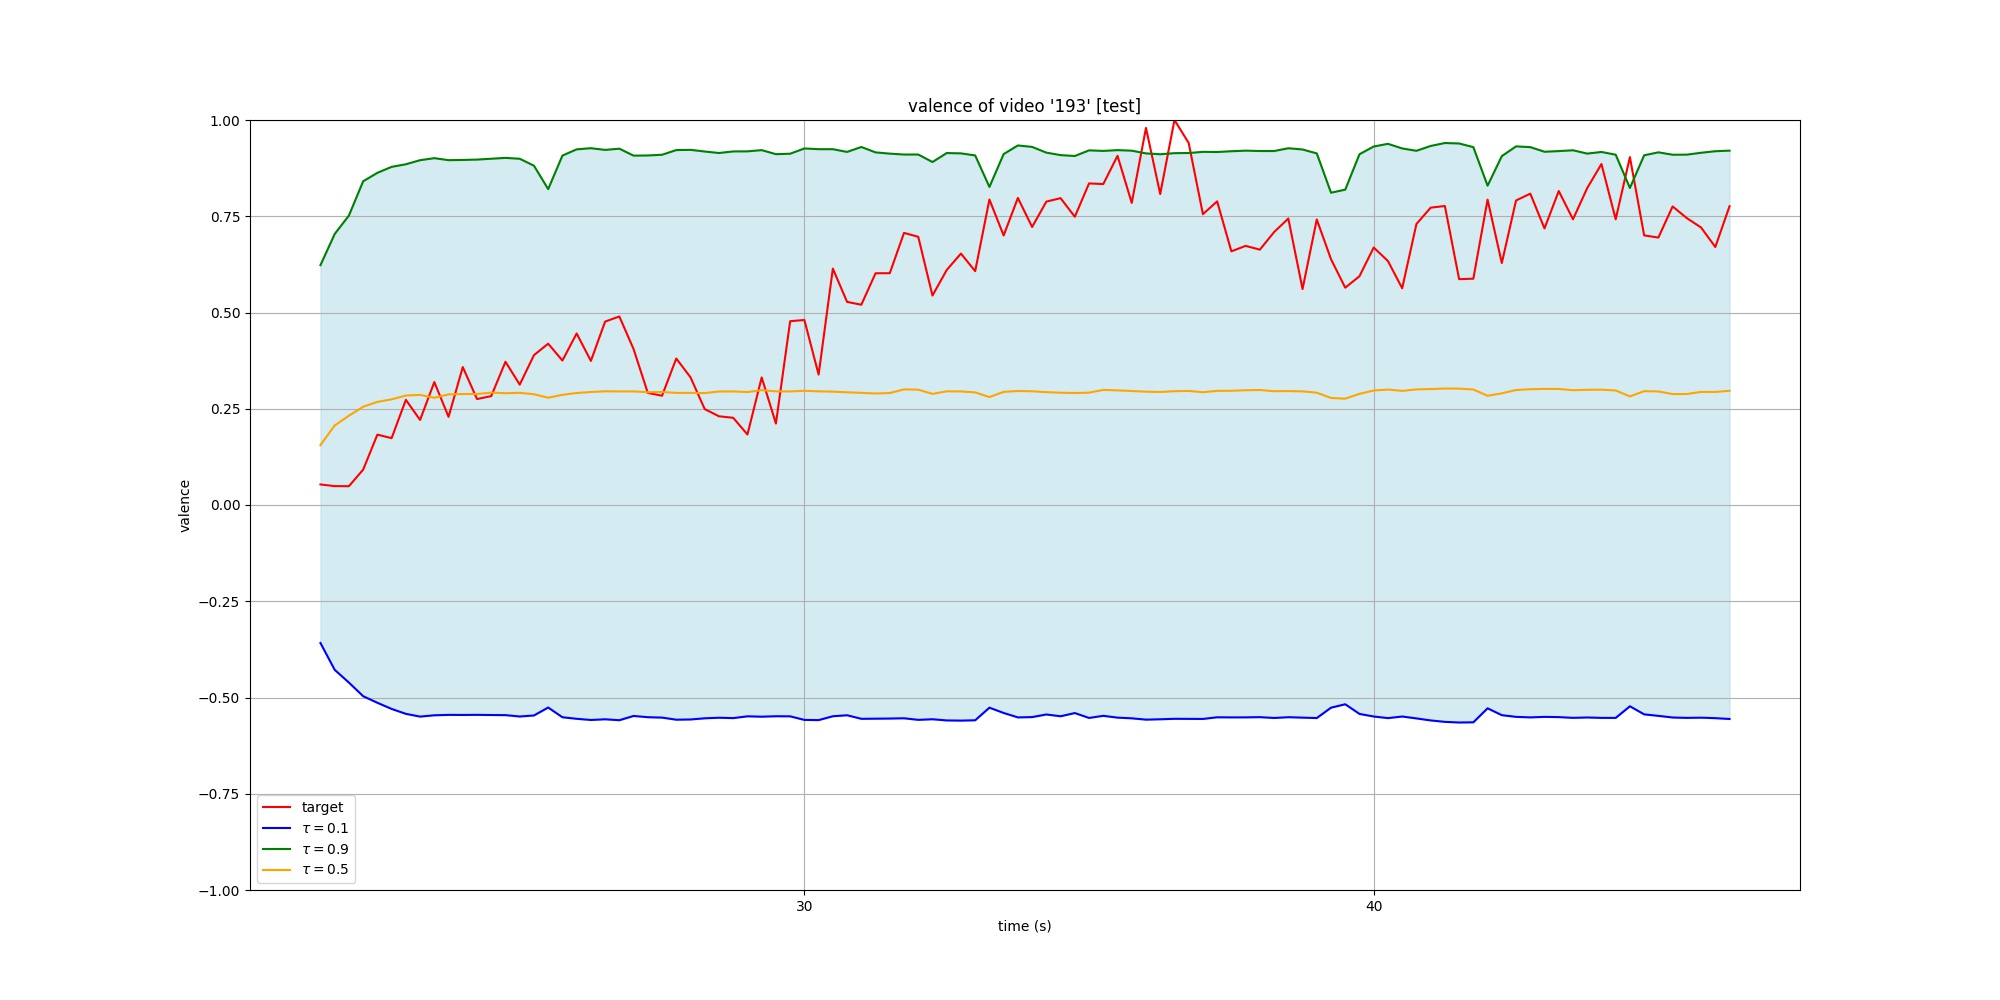 valence of video '193' [test]
1.00
0.75
0.50
0.25
0.00
−0.25
−0.50
−0.75
−1.00
valence
30
40
time (s)
target
τ = 0.1
τ = 0.9
τ = 0.5